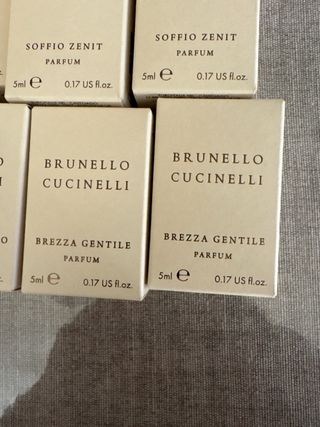 SOFFIO ZENIT
PARFUM
5ml ℮ 0.17 US fl.oz.
SOFFIO ZENIT
PARFUM
5ml ℮ 0.17 US fl.oz.
BRUNELLO
CUCINELLI
BREZZA GENTILE
PARFUM
5ml ℮ 0.17 US fl.oz.
BRUNELLO
CUCINELLI
BREZZA GENTILE
PARFUM
5ml ℮ 0.17 US fl.oz.